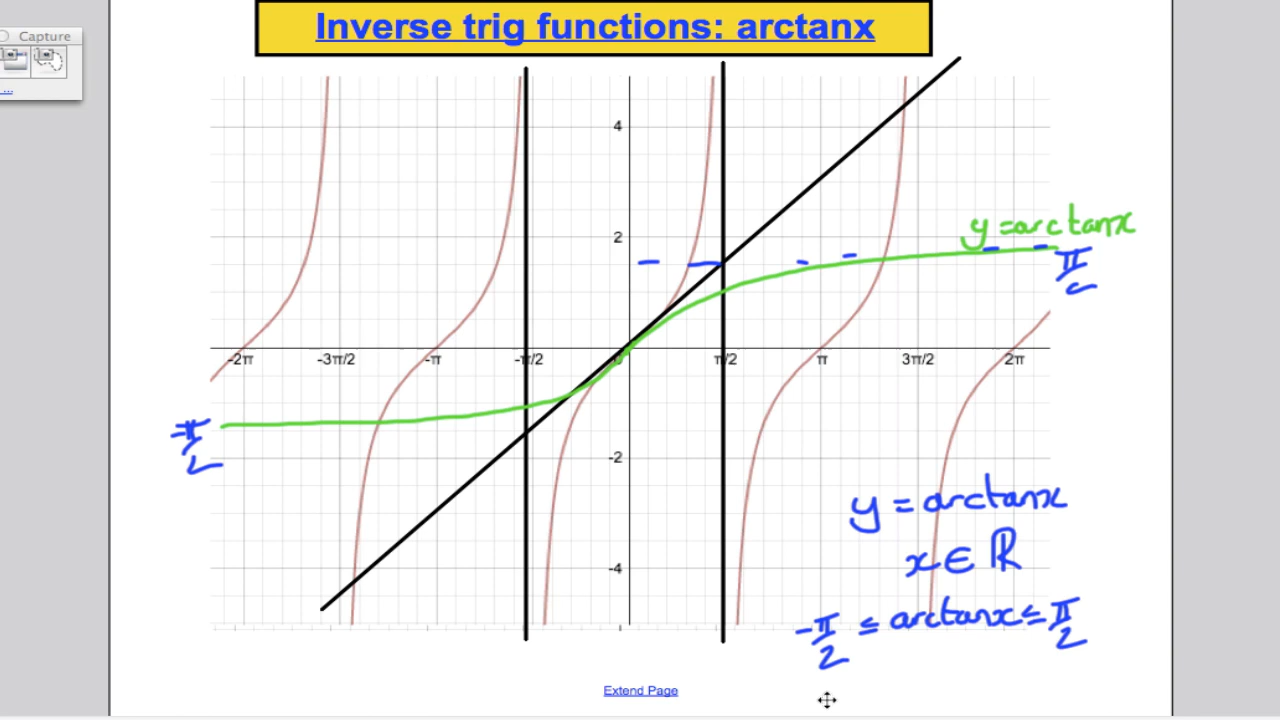 Capture
Inverse trig functions: arctanx
...
4
2
y = arctanx
π
-2π -3π/2 -π -π/2 0 π/2 π 3π/2 2π
-π
2
-2
y = arctanx
x ∈ ℝ
-4
-π/2 ≤ arctanx ≤ π/2
Extend Page